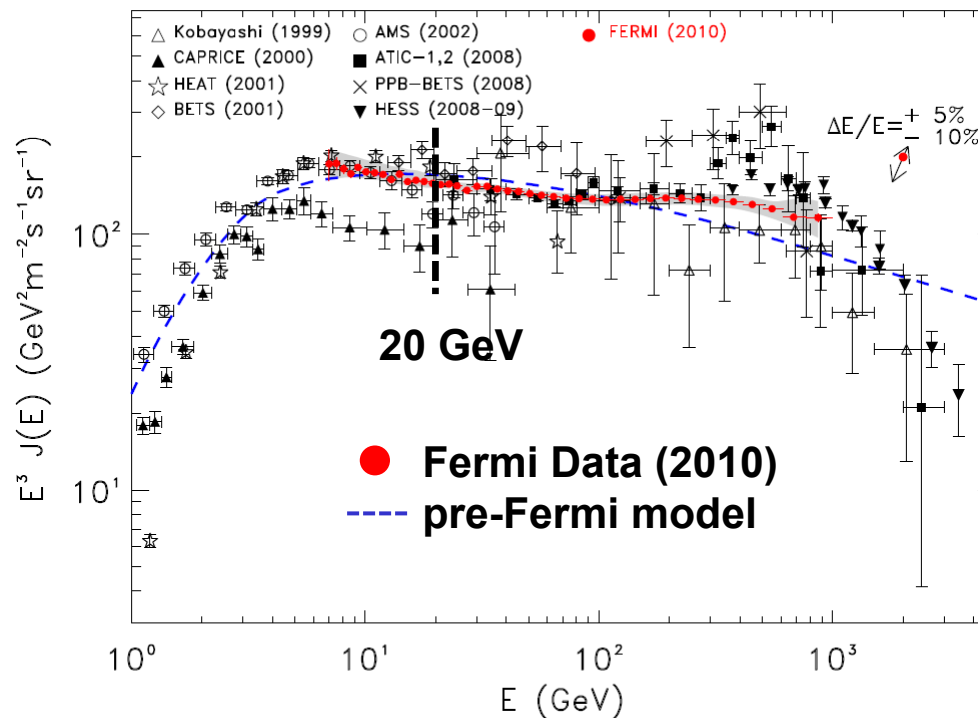 Kobayashi (1999)
CAPRICE (2000)
HEAT (2001)
BETS (2001)
AMS (2002)
ATIC-1,2 (2008)
PPB-BETS (2008)
HESS (2008-09)
FERMI (2010)
ΔE/E= + 5%
− 10%
E³ J(E) (GeV²m⁻²s⁻¹sr⁻¹)
10²
10¹
20 GeV
Fermi Data (2010)
pre-Fermi model
10⁰ 10¹ 10² 10³
E (GeV)